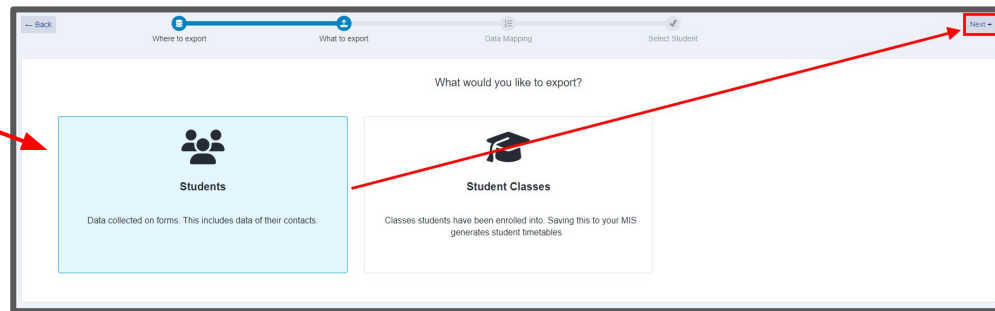 ← Back
Next →
Where to export
What to export
Data Mapping
Select Student
What would you like to export?
Students
Data collected on forms. This includes data of their contacts.
Student Classes
Classes students have been enrolled into. Saving this to your MIS
generates student timetables